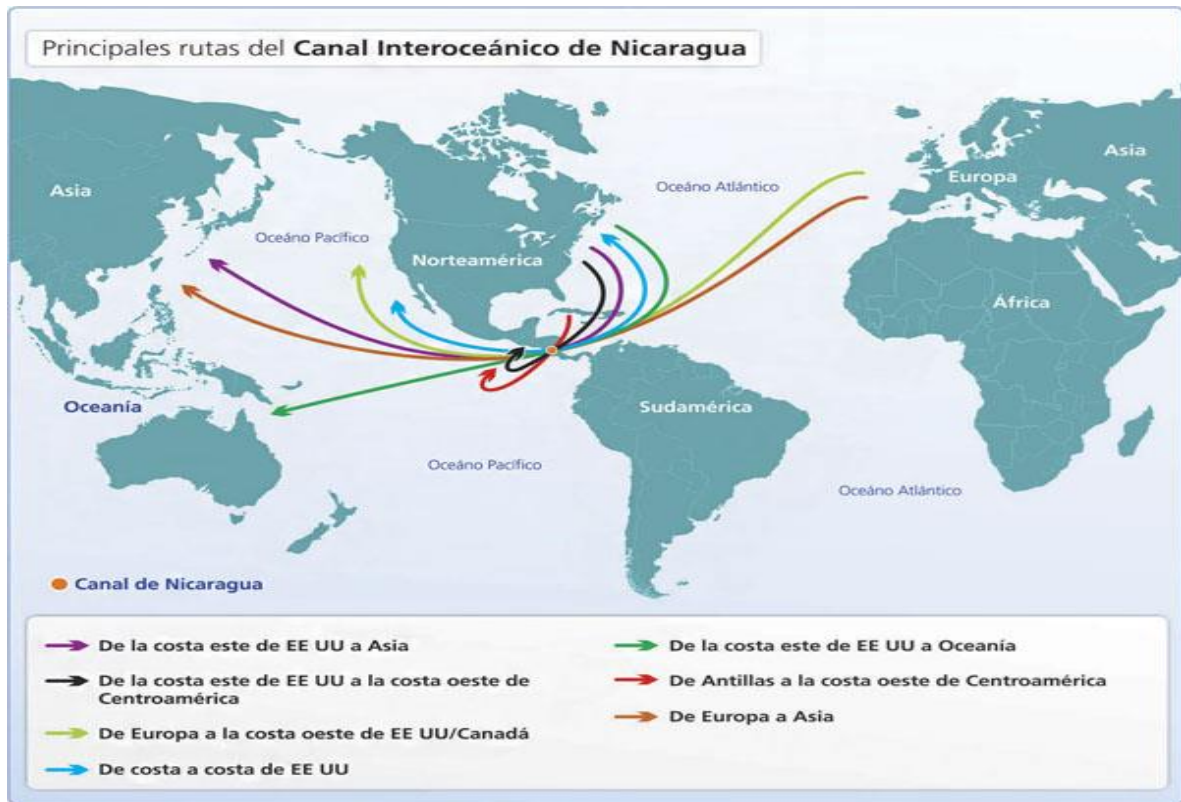 Principales rutas del Canal Interoceánico de Nicaragua
Asia
Océano Pacífico
Norteamérica
Océano Atlántico
Europa
Asia
África
Oceanía
Sudamérica
Océano Pacífico
Océano Atlántico
Canal de Nicaragua
De la costa este de EE UU a Asia
De la costa este de EE UU a la costa oeste de
Centroamérica
De Europa a la costa oeste de EE UU/Canadá
De costa a costa de EE UU
De la costa este de EE UU a Oceanía
De Antillas a la costa oeste de Centroamérica
De Europa a Asia